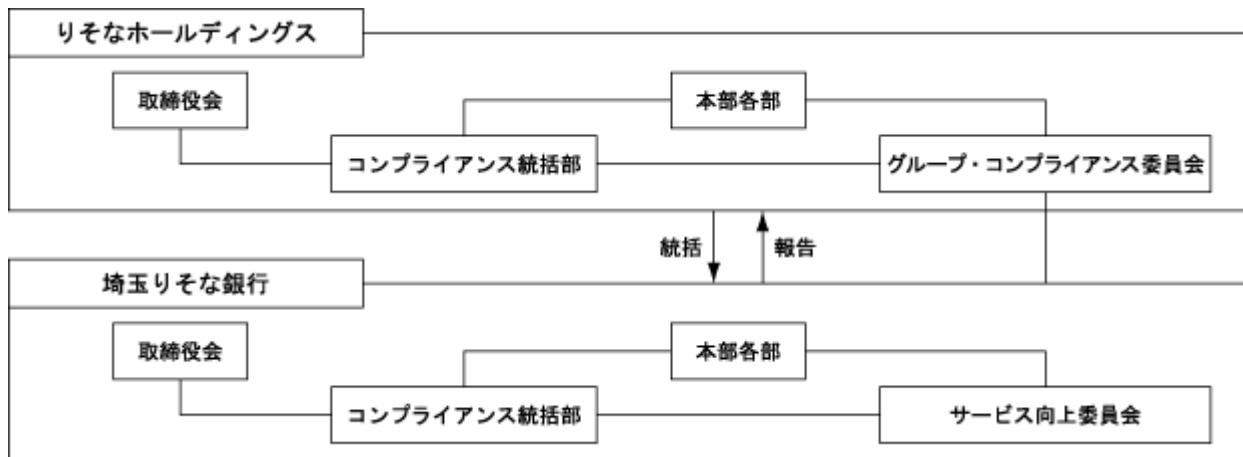 りそなホールディングス
取締役会
本部各部
コンプライアンス統括部
グループ・コンプライアンス委員会
統括
報告
埼玉りそな銀行
取締役会
本部各部
コンプライアンス統括部
サービス向上委員会